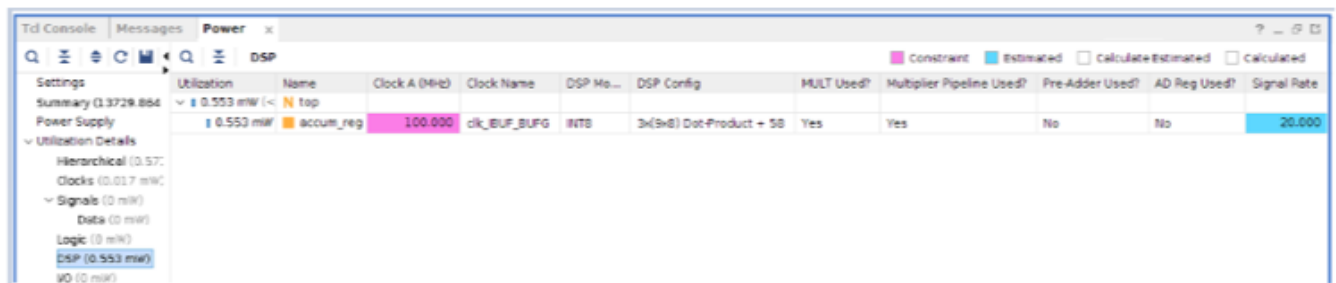 Tcl Console Messages Power x ? _
DSP Constraint Estimated Calculate Estimated Calculated
Settings Utilization Name Clock A (MHz) Clock Name DSP Mo... DSP Config MULT Used? Multiplier Pipeline Used? Pre-Adder Used? AD Reg Used? Signal Rate
Summary (13729.864 0.553 mW (< N top
Power Supply 0.553 mW accum_reg 100.000 clk_IBUF_BUFG INT8 3x(9x8) Dot-Product + 58 Yes Yes No No 20.000
Utilization Details
Hierarchical (0.57
Clocks (0.017 mW)
Signals (0 mW)
Data (0 mW)
Logic (0 mW)
DSP (0.553 mW)
I/O (0 mW)